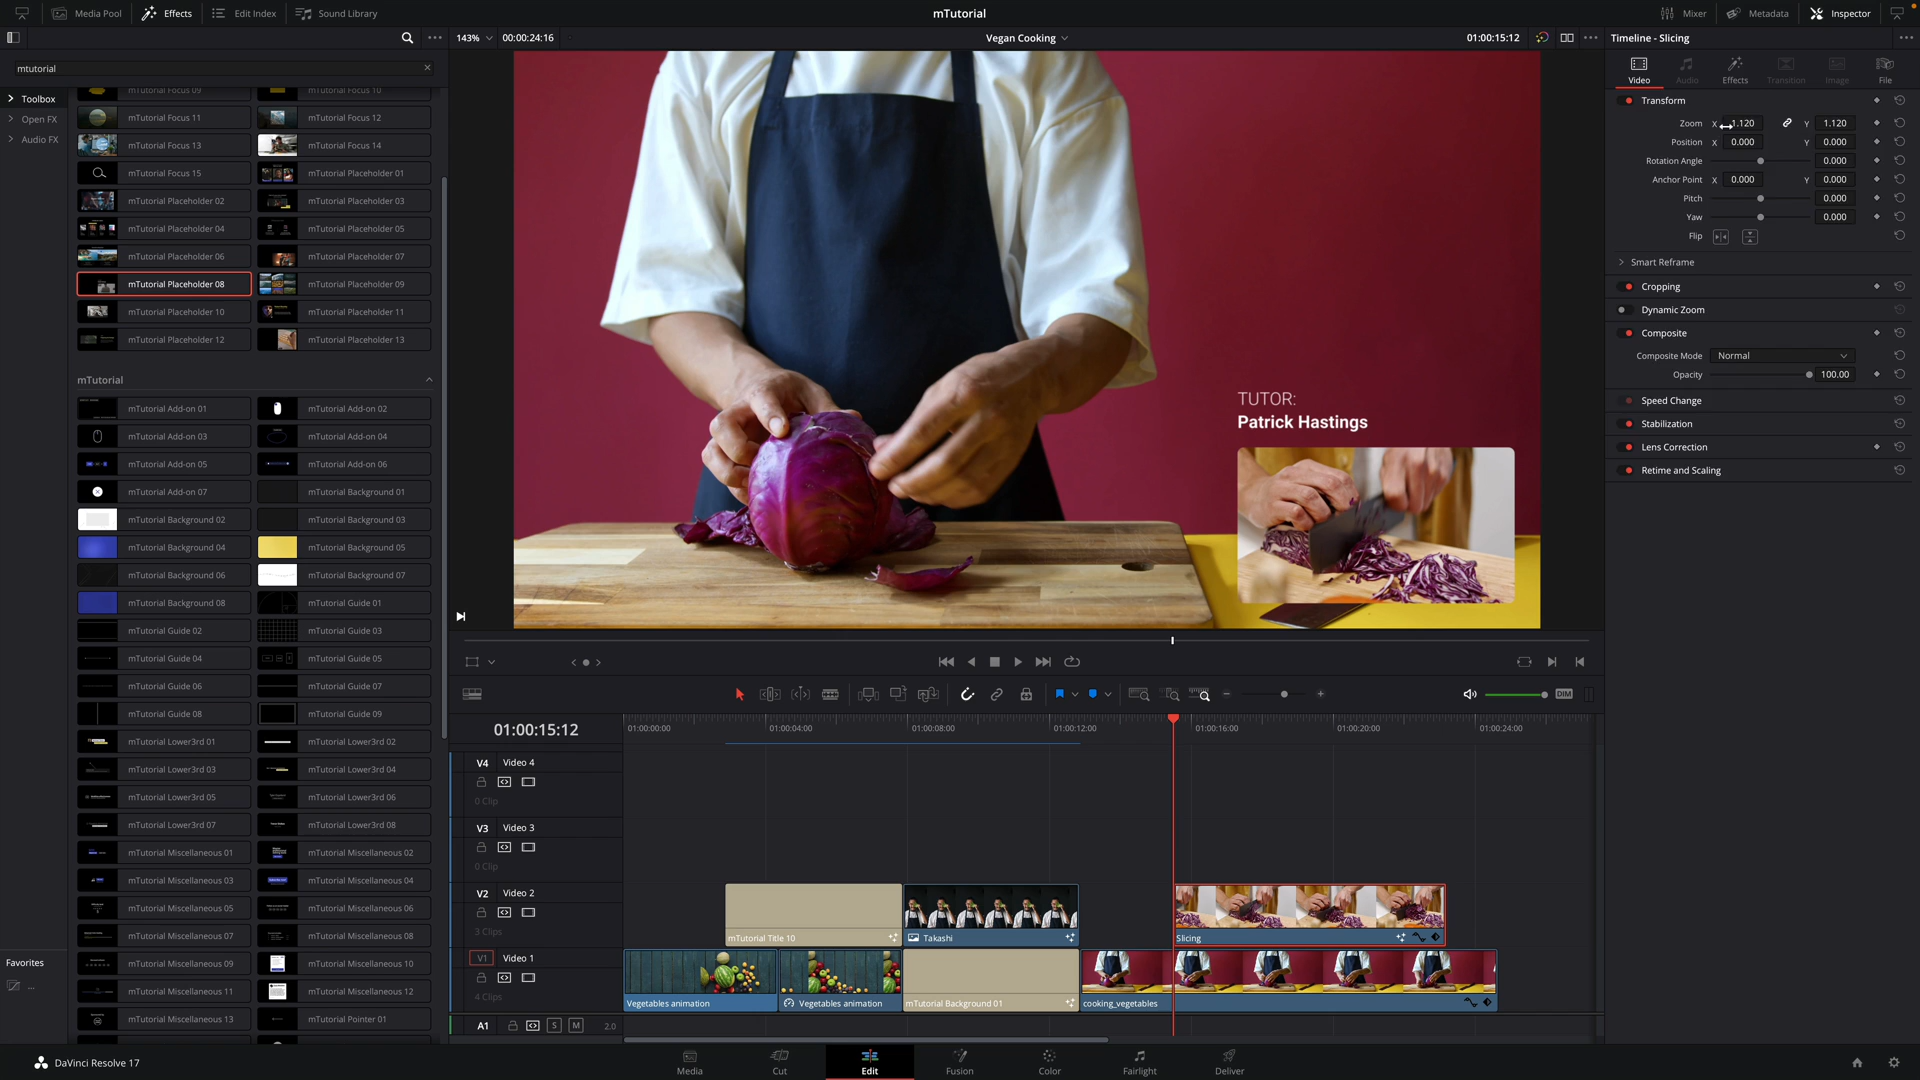 Media Pool Effects Edit Index Sound Library mTutorial Mixer Metadata Inspector
143% 00:00:24:16 Vegan Cooking 01:00:15:12 Timeline - Slicing
mtutorial
Video Audio Effects Transition Image File
Toolbox
Open FX
Audio FX
mTutorial Focus 09 mTutorial Focus 10
mTutorial Focus 11 mTutorial Focus 12
mTutorial Focus 13 mTutorial Focus 14
mTutorial Focus 15 mTutorial Placeholder 01
mTutorial Placeholder 02 mTutorial Placeholder 03
mTutorial Placeholder 04 mTutorial Placeholder 05
mTutorial Placeholder 06 mTutorial Placeholder 07
mTutorial Placeholder 08 mTutorial Placeholder 09
mTutorial Placeholder 10 mTutorial Placeholder 11
mTutorial Placeholder 12 mTutorial Placeholder 13
mTutorial
mTutorial Add-on 01 mTutorial Add-on 02
mTutorial Add-on 03 mTutorial Add-on 04
mTutorial Add-on 05 mTutorial Add-on 06
mTutorial Add-on 07 mTutorial Background 01
mTutorial Background 02 mTutorial Background 03
mTutorial Background 04 mTutorial Background 05
mTutorial Background 06 mTutorial Background 07
mTutorial Background 08 mTutorial Guide 01
mTutorial Guide 02 mTutorial Guide 03
mTutorial Guide 04 mTutorial Guide 05
mTutorial Guide 06 mTutorial Guide 07
mTutorial Guide 08 mTutorial Guide 09
mTutorial Lower3rd 01 mTutorial Lower3rd 02
mTutorial Lower3rd 03 mTutorial Lower3rd 04
mTutorial Lower3rd 05 mTutorial Lower3rd 06
mTutorial Lower3rd 07 mTutorial Lower3rd 08
mTutorial Miscellaneous 01 mTutorial Miscellaneous 02
mTutorial Miscellaneous 03 mTutorial Miscellaneous 04
mTutorial Miscellaneous 05 mTutorial Miscellaneous 06
mTutorial Miscellaneous 07 mTutorial Miscellaneous 08
mTutorial Miscellaneous 09 mTutorial Miscellaneous 10
mTutorial Miscellaneous 11 mTutorial Miscellaneous 12
mTutorial Miscellaneous 13 mTutorial Pointer 01
Favorites
...
TUTOR:
Patrick Hastings
Transform
Zoom X 1.120 Y 1.120
Position X 0.000 Y 0.000
Rotation Angle 0.000
Anchor Point X 0.000 Y 0.000
Pitch 0.000
Yaw 0.000
Flip
Smart Reframe
Cropping
Dynamic Zoom
Composite
Composite Mode Normal
Opacity 100.00
Speed Change
Stabilization
Lens Correction
Retime and Scaling
DIM
01:00:15:12 01:00:00:00 01:00:04:00 01:00:08:00 01:00:12:00 01:00:16:00 01:00:20:00 01:00:24:00
V4 Video 4
0 Clip
V3 Video 3
0 Clip
V2 Video 2
3 Clips
mTutorial Title 10 Takashi Slicing
V1 Video 1
4 Clips
Vegetables animation Vegetables animation mTutorial Background 01 cooking_vegetables
A1 S M 2.0
DaVinci Resolve 17 Media Cut Edit Fusion Color Fairlight Deliver